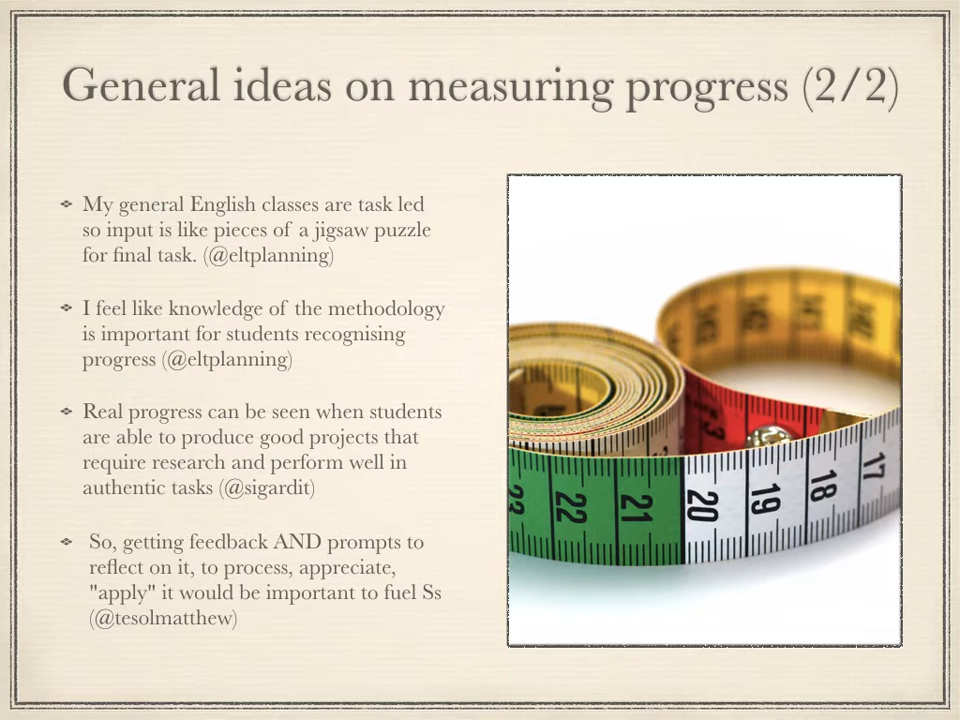 General ideas on measuring progress (2/2)
My general English classes are task led
so input is like pieces of a jigsaw puzzle
for final task. (@eltplanning)
I feel like knowledge of the methodology
is important for students recognising
progress (@eltplanning)
Real progress can be seen when students
are able to produce good projects that
require research and perform well in
authentic tasks (@sigardit)
So, getting feedback AND prompts to
reflect on it, to process, appreciate,
"apply" it would be important to fuel Ss
(@tesolmatthew)
22
21
20
19
18
17